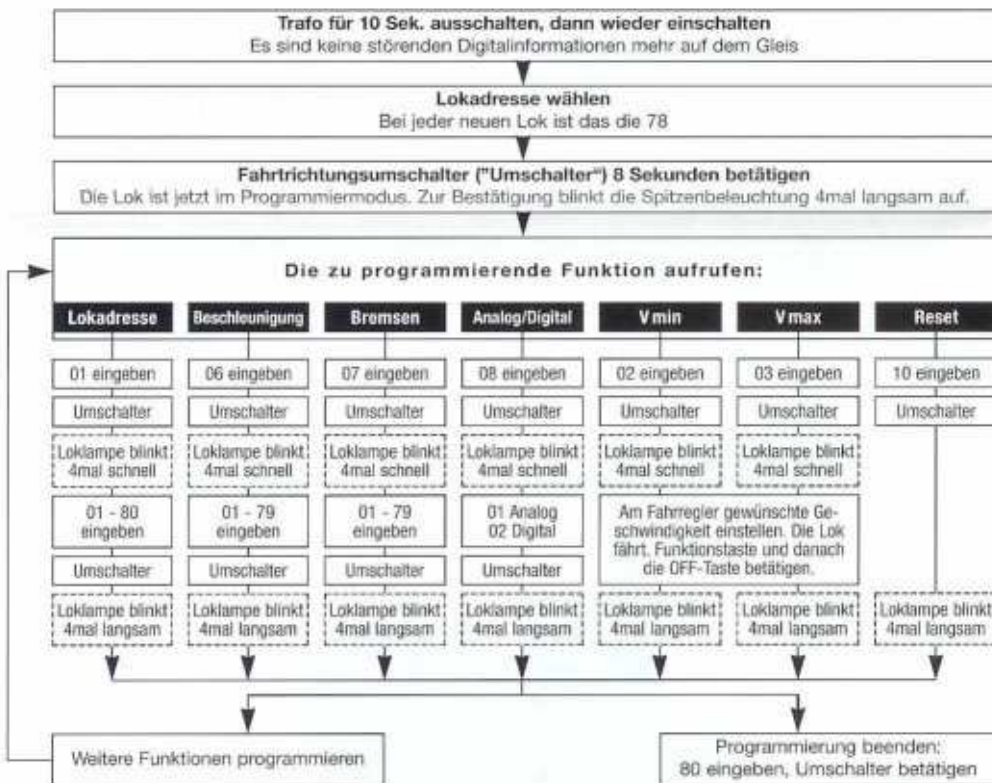 Trafo für 10 Sek. ausschalten, dann wieder einschalten
Es sind keine störenden Digitalinformationen mehr auf dem Gleis
Lokadresse wählen
Bei jeder neuen Lok ist das die 78
Fahrtrichtungsumschalter ("Umschalter“) 8 Sekunden betätigen
Die Lok ist jetzt im Programmiermodus. Zur Bestätigung blinkt die Spitzenbeleuchtung 4mal langsam auf.
Die zu programmierende Funktion aufrufen:
Lokadresse
Beschleunigung
Bremsen
Analog/Digital
V min
V max
Reset
01 eingeben
06 eingeben
07 eingeben
08 eingeben
02 eingeben
03 eingeben
10 eingeben
Umschalter
Umschalter
Umschalter
Umschalter
Umschalter
Umschalter
Umschalter
Loklampe blinkt
4mal schnell
Loklampe blinkt
4mal schnell
Loklampe blinkt
4mal schnell
Loklampe blinkt
4mal schnell
Loklampe blinkt
4mal schnell
Loklampe blinkt
4mal schnell
01 - 80
eingeben
01 - 79
eingeben
01 - 79
eingeben
01 Analog
02 Digital
Am Fahrregler gewünschte Ge-
schwindigkeit einstellen. Die Lok
fährt. Funktionstaste und danach
die OFF-Taste betätigen.
Umschalter
Umschalter
Umschalter
Umschalter
Loklampe blinkt
4mal langsam
Loklampe blinkt
4mal langsam
Loklampe blinkt
4mal langsam
Loklampe blinkt
4mal langsam
Loklampe blinkt
4mal langsam
Loklampe blinkt
4mal langsam
Loklampe blinkt
4mal langsam
Weitere Funktionen programmieren
Programmierung beenden:
80 eingeben, Umschalter betätigen